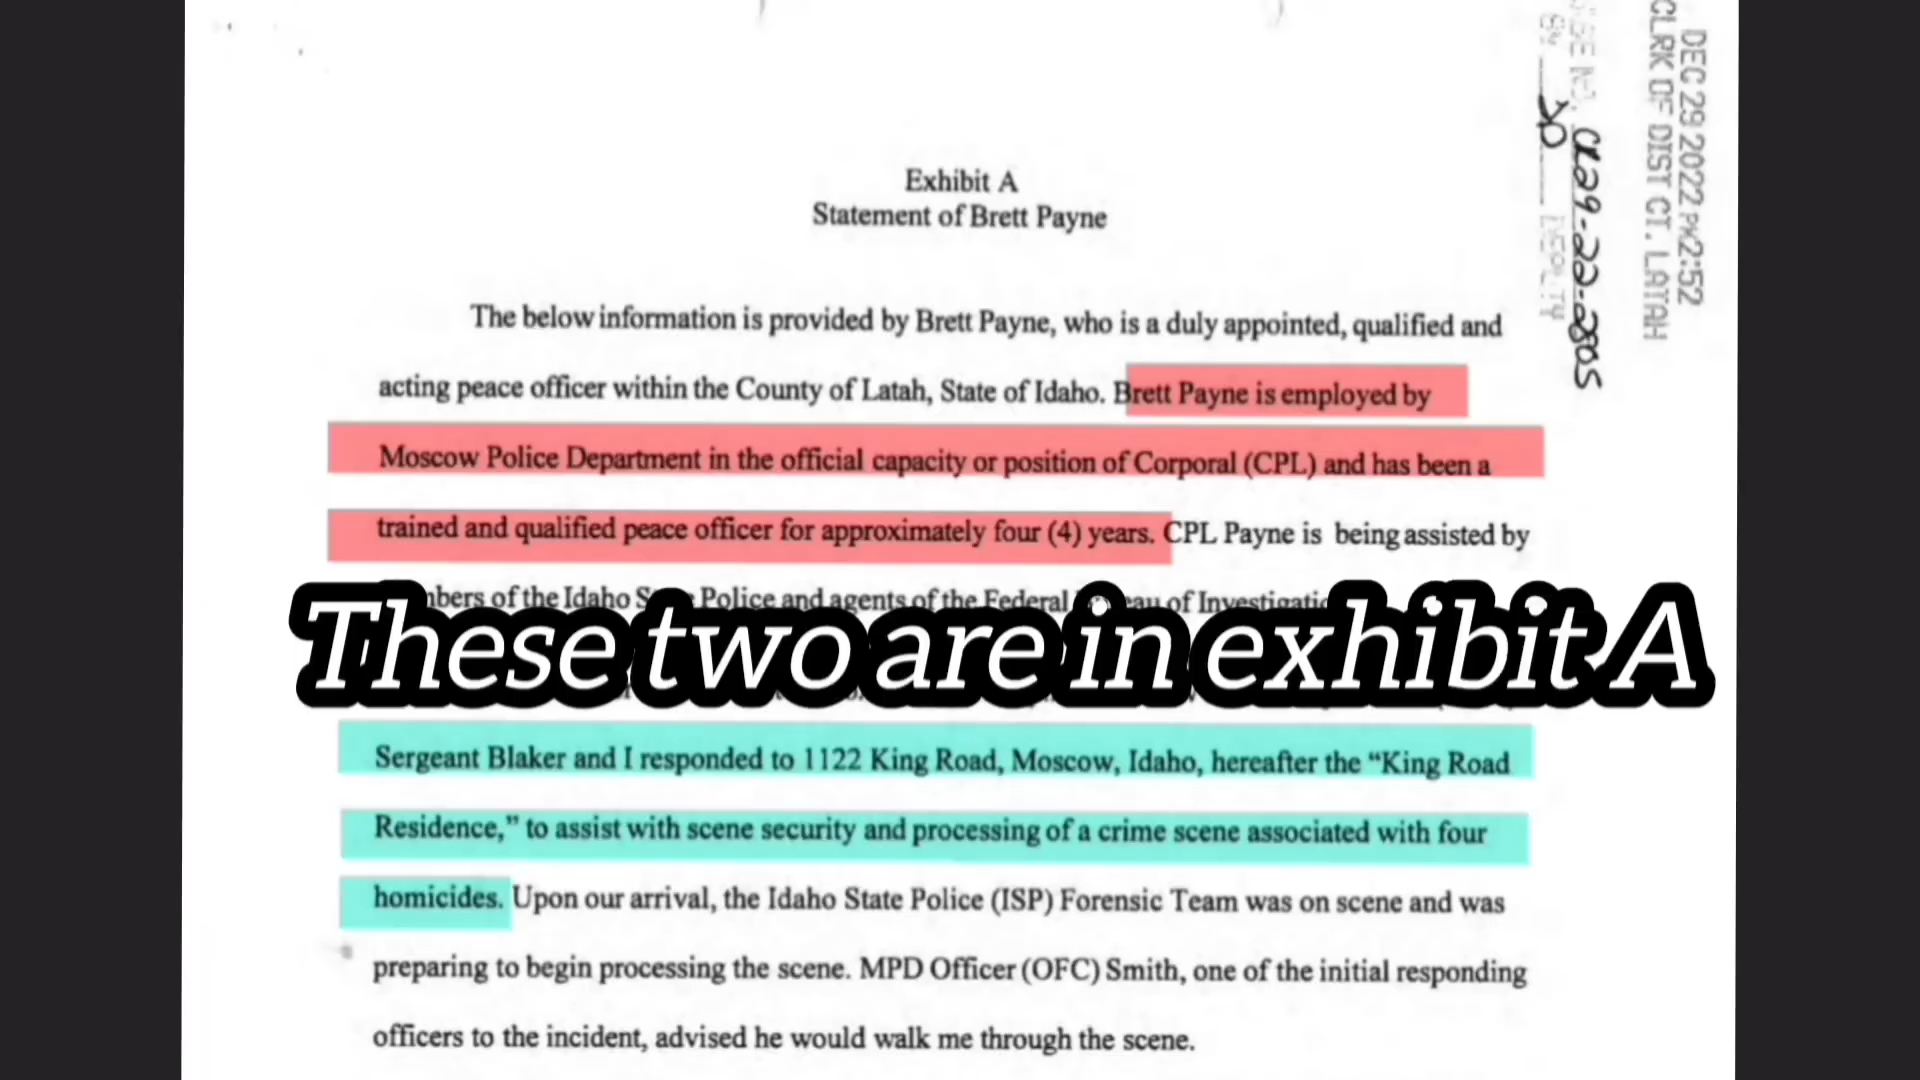 DEC 29 2022 PM2:52
CLRK OF DIST CT. LATAH
CASE NO. CR29-22-2805
DEPUTY
Exhibit A
Statement of Brett Payne
The below information is provided by Brett Payne, who is a duly appointed, qualified and
acting peace officer within the County of Latah, State of Idaho. Brett Payne is employed by
Moscow Police Department in the official capacity or position of Corporal (CPL) and has been a
trained and qualified peace officer for approximately four (4) years. CPL Payne is being assisted by
of the Idaho Police and agents of the Federal of
These two are in exhibit A
Sergeant Blaker and I responded to 1122 King Road, Moscow, Idaho, hereafter the “King Road
Residence,” to assist with scene security and processing of a crime scene associated with four
homicides. Upon our arrival, the Idaho State Police (ISP) Forensic Team was on scene and was
preparing to begin processing the scene. MPD Officer (OFC) Smith, one of the initial responding
officers to the incident, advised he would walk me through the scene.